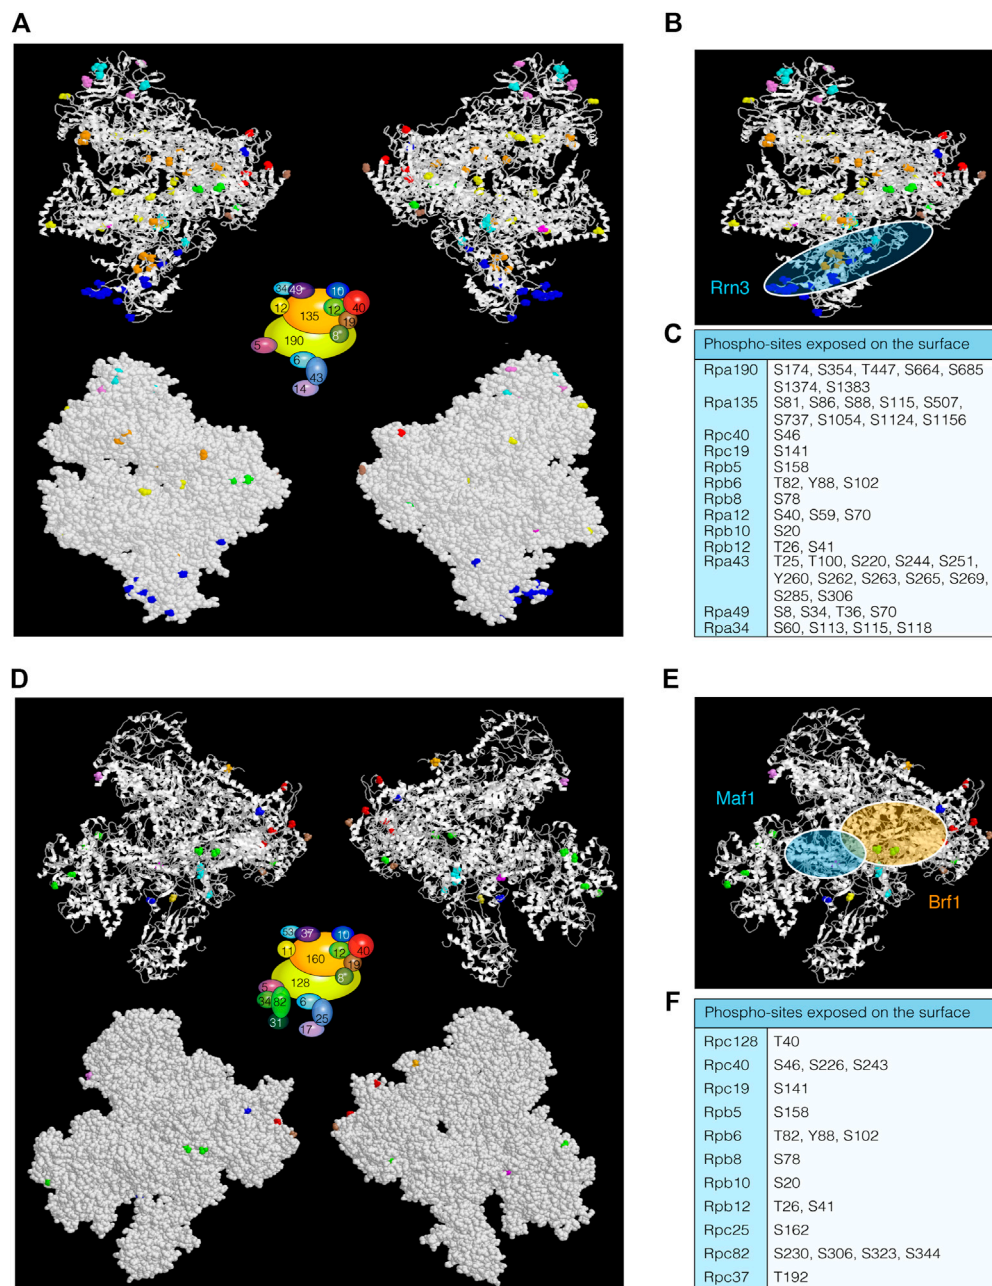 A
34
49
10
12
12
40
135
19
8
190
5
6
43
14
B
Rrn3
C
Phospho-sites exposed on the surface
Rpa190 S174, S354, T447, S664, S685
S1374, S1383
Rpa135 S81, S86, S88, S115, S507,
S737, S1054, S1124, S1156
Rpc40 S46
Rpc19 S141
Rpb5 S158
Rpb6 T82, Y88, S102
Rpb8 S78
Rpa12 S40, S59, S70
Rpb10 S20
Rpb12 T26, S41
Rpa43 T25, T100, S220, S244, S251,
Y260, S262, S263, S265, S269,
S285, S306
Rpa49 S8, S34, T36, S70
Rpa34 S60, S113, S115, S118
D
53
37
10
11
12
40
160
19
8
128
5
34
82
6
25
31
17
E
Maf1
Brf1
F
Phospho-sites exposed on the surface
Rpc128 T40
Rpc40 S46, S226, S243
Rpc19 S141
Rpb5 S158
Rpb6 T82, Y88, S102
Rpb8 S78
Rpb10 S20
Rpb12 T26, S41
Rpc25 S162
Rpc82 S230, S306, S323, S344
Rpc37 T192